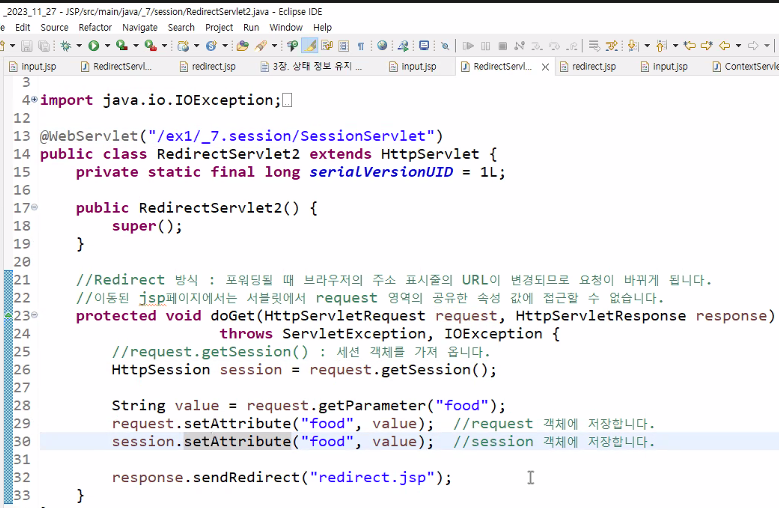 _2023_11_27 - JSP/src/main/java/_7/session/RedirectServlet2.java - Eclipse IDE
e Edit Source Refactor Navigate Search Project Run Window Help
input.jsp RedirectServl... redirect.jsp 3장. 상태 정보 유지 ... input.jsp RedirectServl... redirect.jsp input.jsp ContextServle
3
4 import java.io.IOException;
12
13 @WebServlet("/ex1/_7.session/SessionServlet")
14 public class RedirectServlet2 extends HttpServlet {
15 private static final long serialVersionUID = 1L;
16
17 public RedirectServlet2() {
18 super();
19 }
20
21 //Redirect 방식 : 포워딩될 때 브라우저의 주소 표시줄의 URL이 변경되므로 요청이 바뀌게 됩니다.
22 //이동된 jsp페이지에서는 서블릿에서 request 영역의 공유한 속성 값에 접근할 수 없습니다.
23 protected void doGet(HttpServletRequest request, HttpServletResponse response)
24 throws ServletException, IOException {
25 //request.getSession() : 세션 객체를 가져 옵니다.
26 HttpSession session = request.getSession();
27
28 String value = request.getParameter("food");
29 request.setAttribute("food", value); //request 객체에 저장합니다.
30 session.setAttribute("food", value); //session 객체에 저장합니다.
31
32 response.sendRedirect("redirect.jsp");
33 }